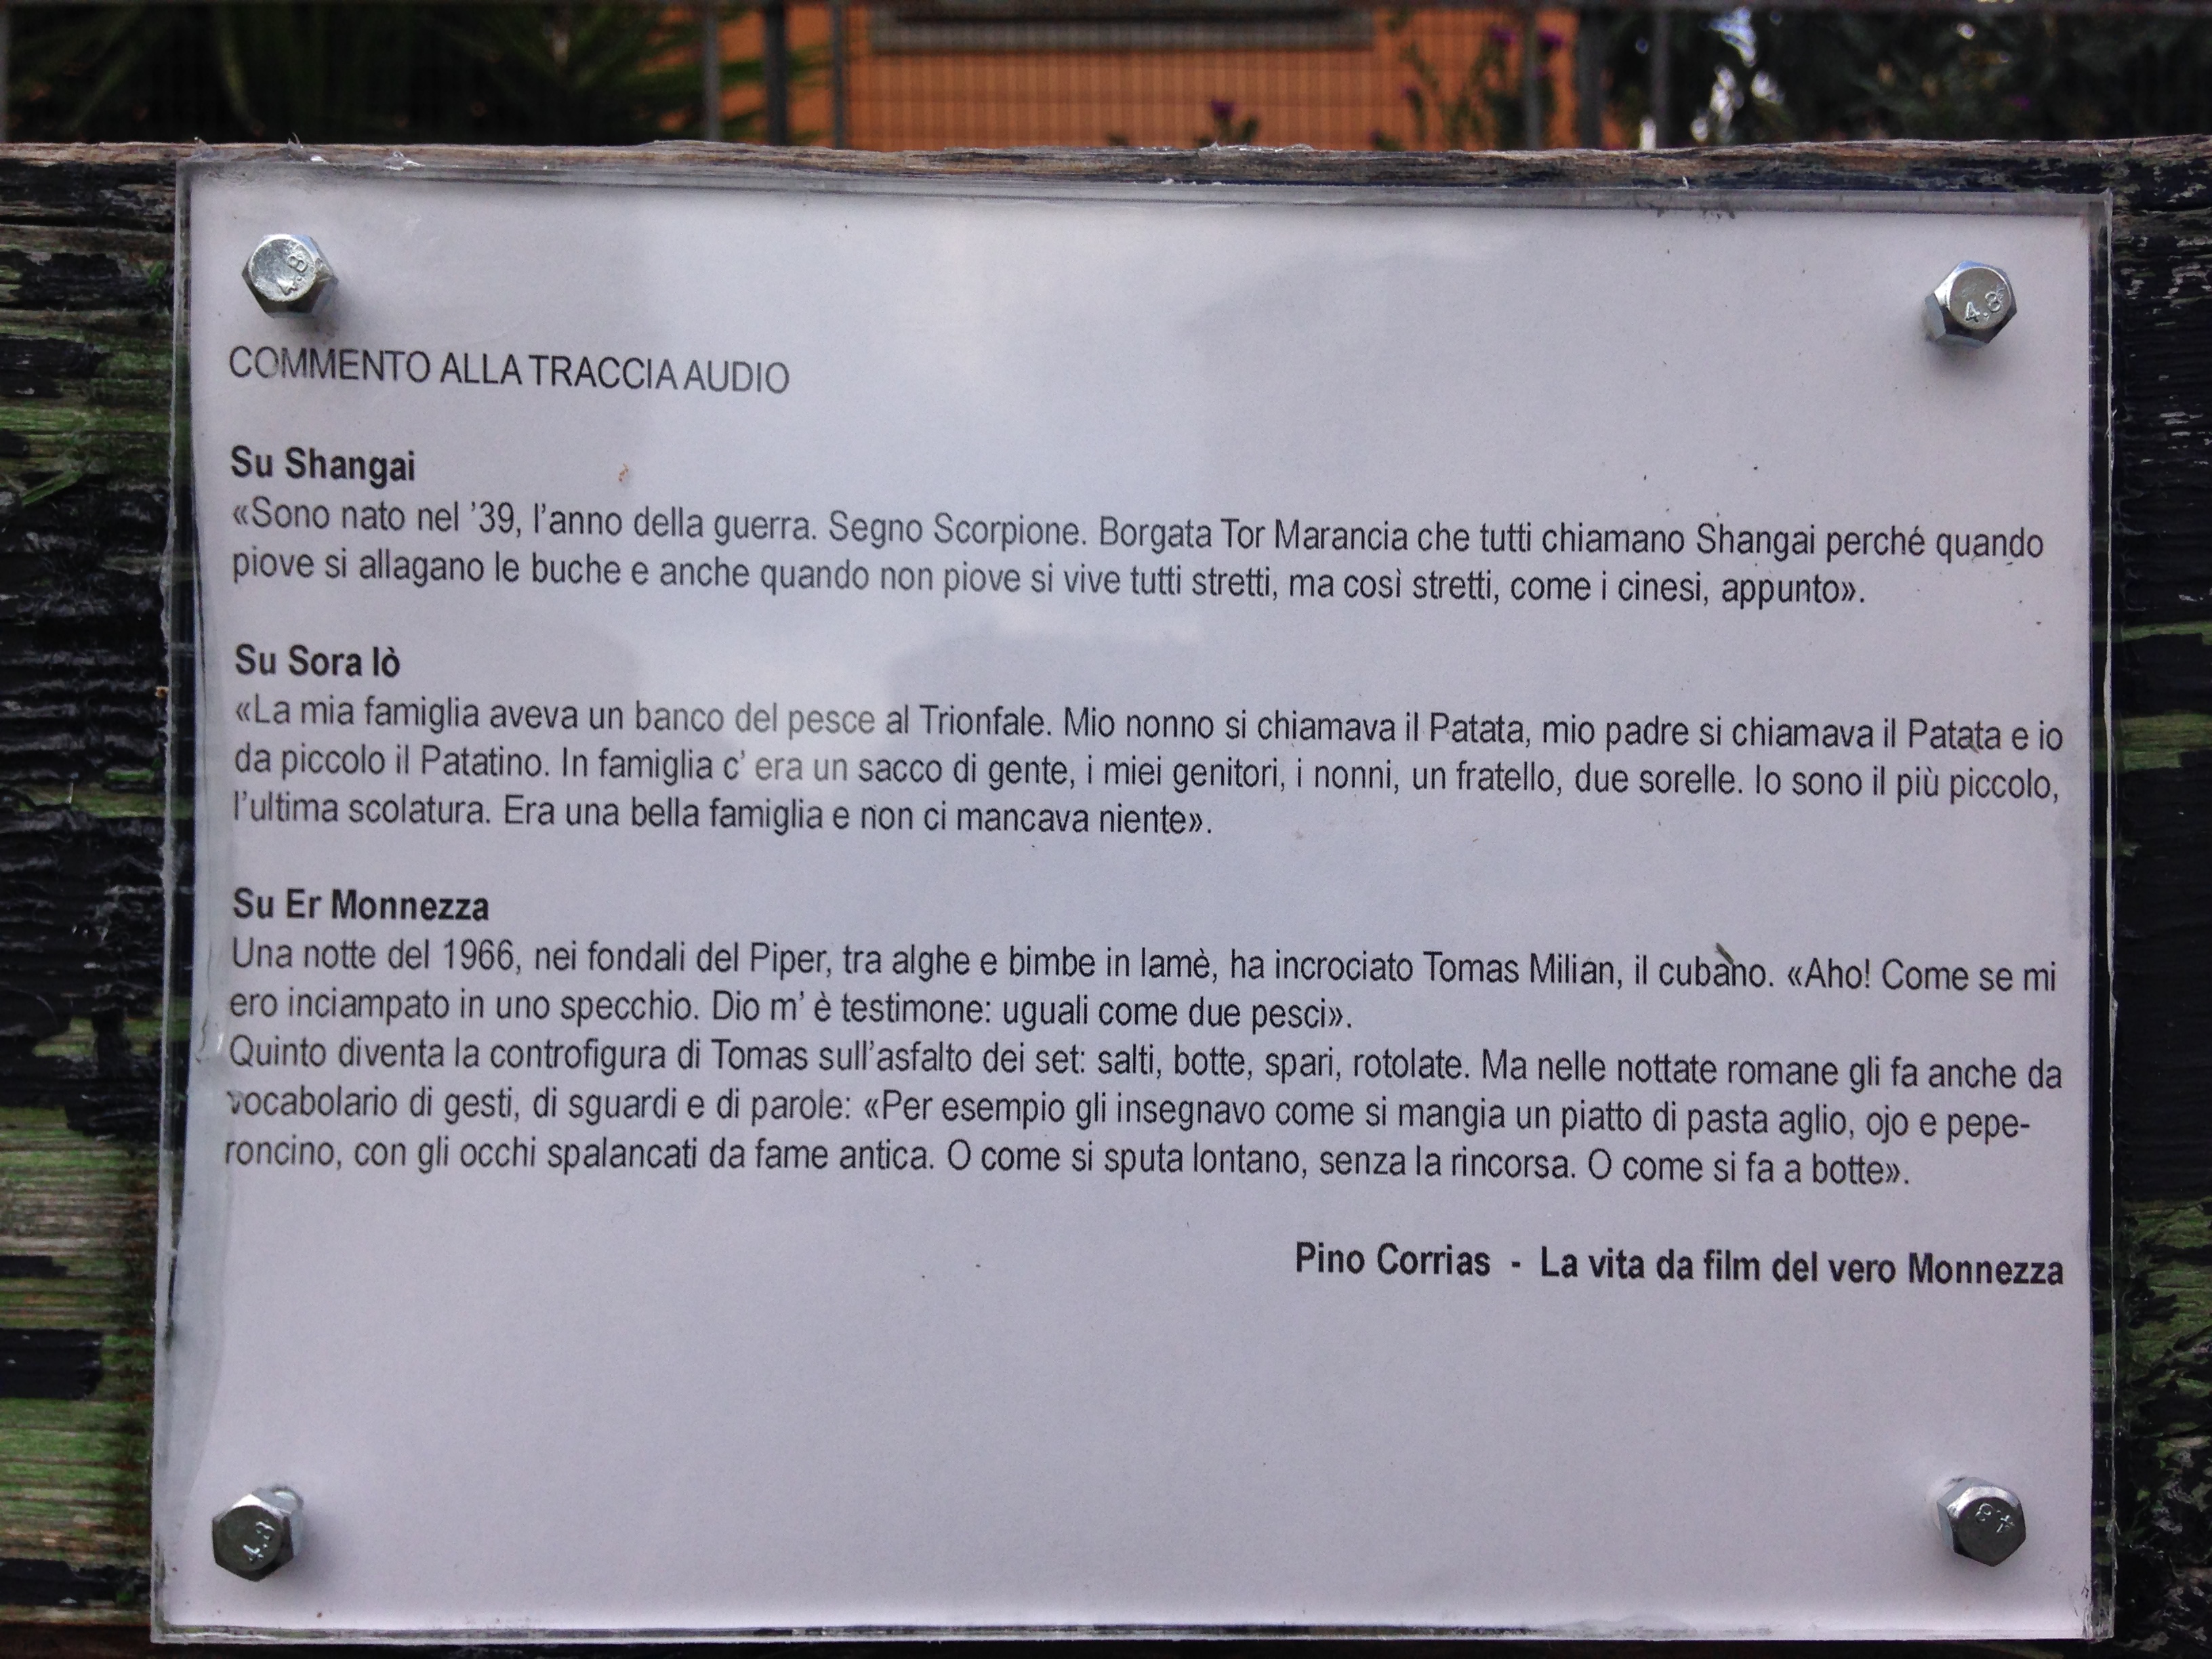 COMMENTO ALLA TRACCIA AUDIO
Su Shangai
«Sono nato nel ’39, l’anno della guerra. Segno Scorpione. Borgata Tor Marancia che tutti chiamano Shangai perché quando
piove si allagano le buche e anche quando non piove si vive tutti stretti, ma così stretti, come i cinesi, appunto».
Su Sora Iò
«La mia famiglia aveva un banco del pesce al Trionfale. Mio nonno si chiamava il Patata, mio padre si chiamava il Patata e io
da piccolo il Patatino. In famiglia c’ era un sacco di gente, i miei genitori, i nonni, un fratello, due sorelle. Io sono il più piccolo,
l’ultima scolatura. Era una bella famiglia e non ci mancava niente».
Su Er Monnezza
Una notte del 1966, nei fondali del Piper, tra alghe e bimbe in lamè, ha incrociato Tomas Milian, il cubano. «Aho! Come se mi
ero inciampato in uno specchio. Dio m’ è testimone: uguali come due pesci».
Quinto diventa la controfigura di Tomas sull’asfalto dei set: salti, botte, spari, rotolate. Ma nelle nottate romane gli fa anche da
vocabolario di gesti, di sguardi e di parole: «Per esempio gli insegnavo come si mangia un piatto di pasta aglio, ojo e pepe-
roncino, con gli occhi spalancati da fame antica. O come si sputa lontano, senza la rincorsa. O come si fa a botte».
Pino Corrias - La vita da film del vero Monnezza
4.8
4.8
4.8
4.8